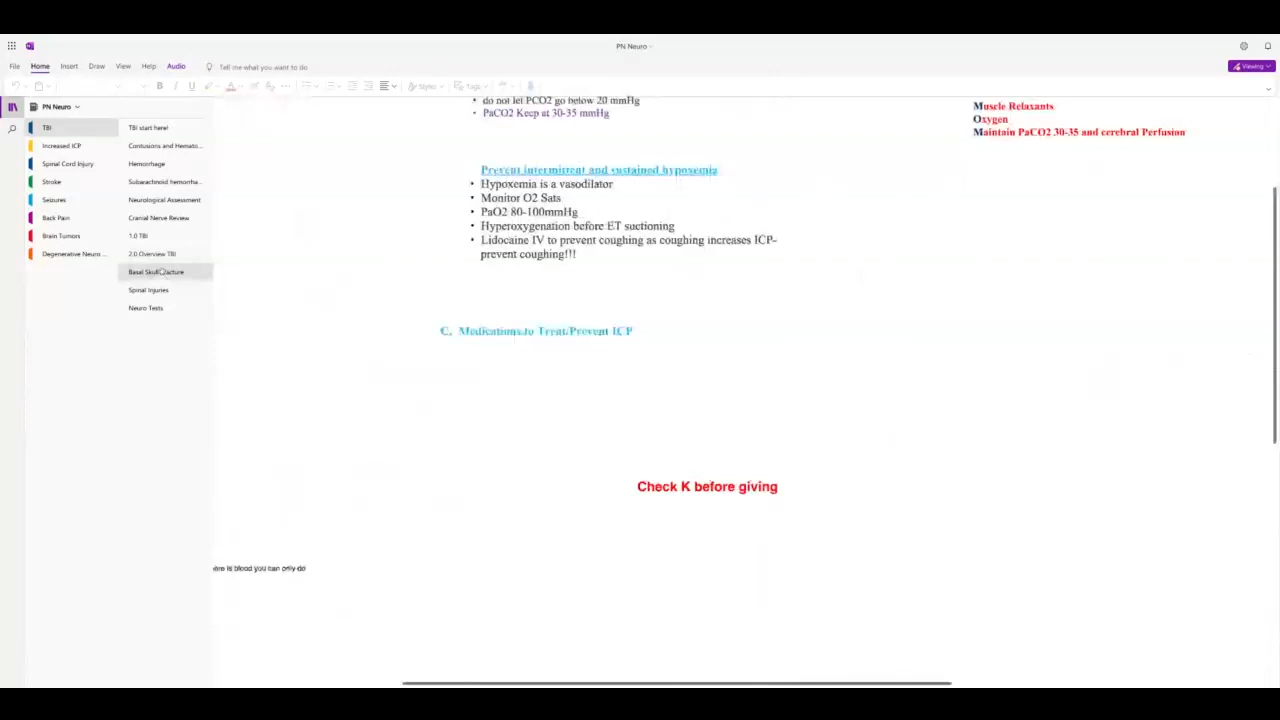 PN Neuro
File Home Insert Draw View Help Audio Tell me what you want to do
Viewing
B I U A Styles Tags
PN Neuro
TBI
Increased ICP
Spinal Cord Injury
Stroke
Seizures
Back Pain
Brain Tumors
Degenerative Neuro ...
TBI start here!
Contusions and Hemato...
Hemorrhage
Subarachnoid hemorrha...
Neurological Assessment
Cranial Nerve Review
1.0 TBI
2.0 Overview TBI
Basal Skull Fracture
Spinal Injuries
Neuro Tests
• do not let PCO2 go below 20 mmHg
• PaCO2 Keep at 30-35 mmHg
Prevent intermittent and sustained hypoxemia
• Hypoxemia is a vasodilator
• Monitor O2 Sats
• PaO2 80-100mmHg
• Hyperoxygenation before ET suctioning
• Lidocaine IV to prevent coughing as coughing increases ICP-
prevent coughing!!!
C. Medications to Treat/Prevent ICP
Check K before giving
Muscle Relaxants
Oxygen
Maintain PaCO2 30-35 and cerebral Perfusion
is blood you can only do